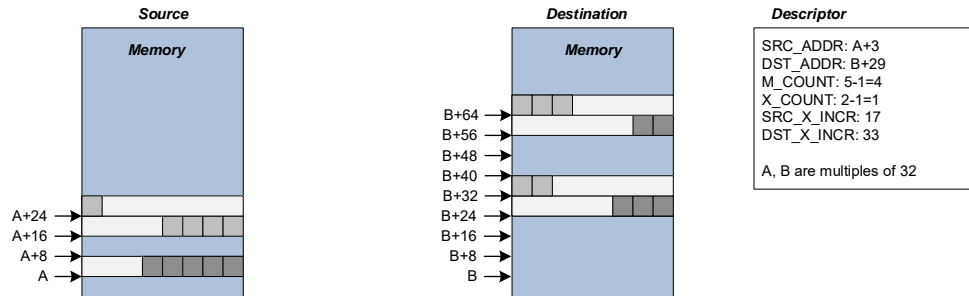 Source
Destination
Descriptor
Memory
Memory
SRC_ADDR: A+3
DST_ADDR: B+29
M_COUNT: 5-1=4
X_COUNT: 2-1=1
SRC_X_INCR: 17
DST_X_INCR: 33
A, B are multiples of 32
A+24
A+16
A+8
A
B+64
B+56
B+48
B+40
B+32
B+24
B+16
B+8
B